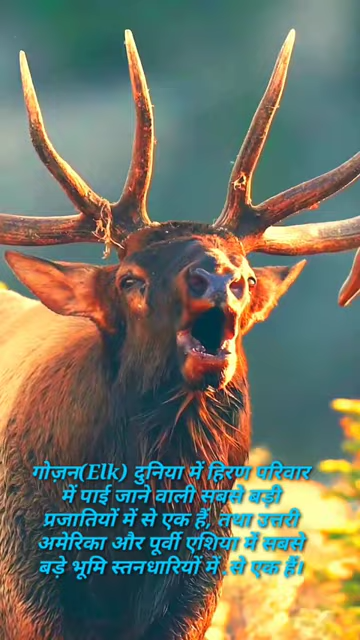 गोज़न(Elk) दुनिया में हिरण परिवार
में पाई जाने वाली सबसे बड़ी
प्रजातियों में से एक हैं, तथा उत्तरी
अमेरिका और पूर्वी एशिया में सबसे
बड़े भूमि स्तनधारियों में .से एक हैं।